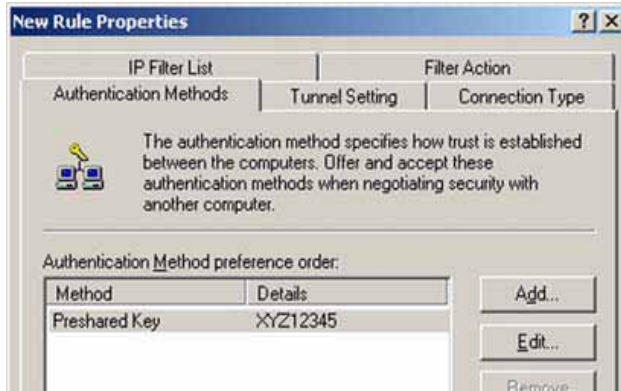 New Rule Properties
IP Filter List
Filter Action
Authentication Methods
Tunnel Setting
Connection Type
The authentication method specifies how trust is established
between the computers. Offer and accept these
authentication methods when negotiating security with
another computer.
Authentication Method preference order:
Method
Details
Add...
Preshared Key
XYZ12345
Edit...
Remove